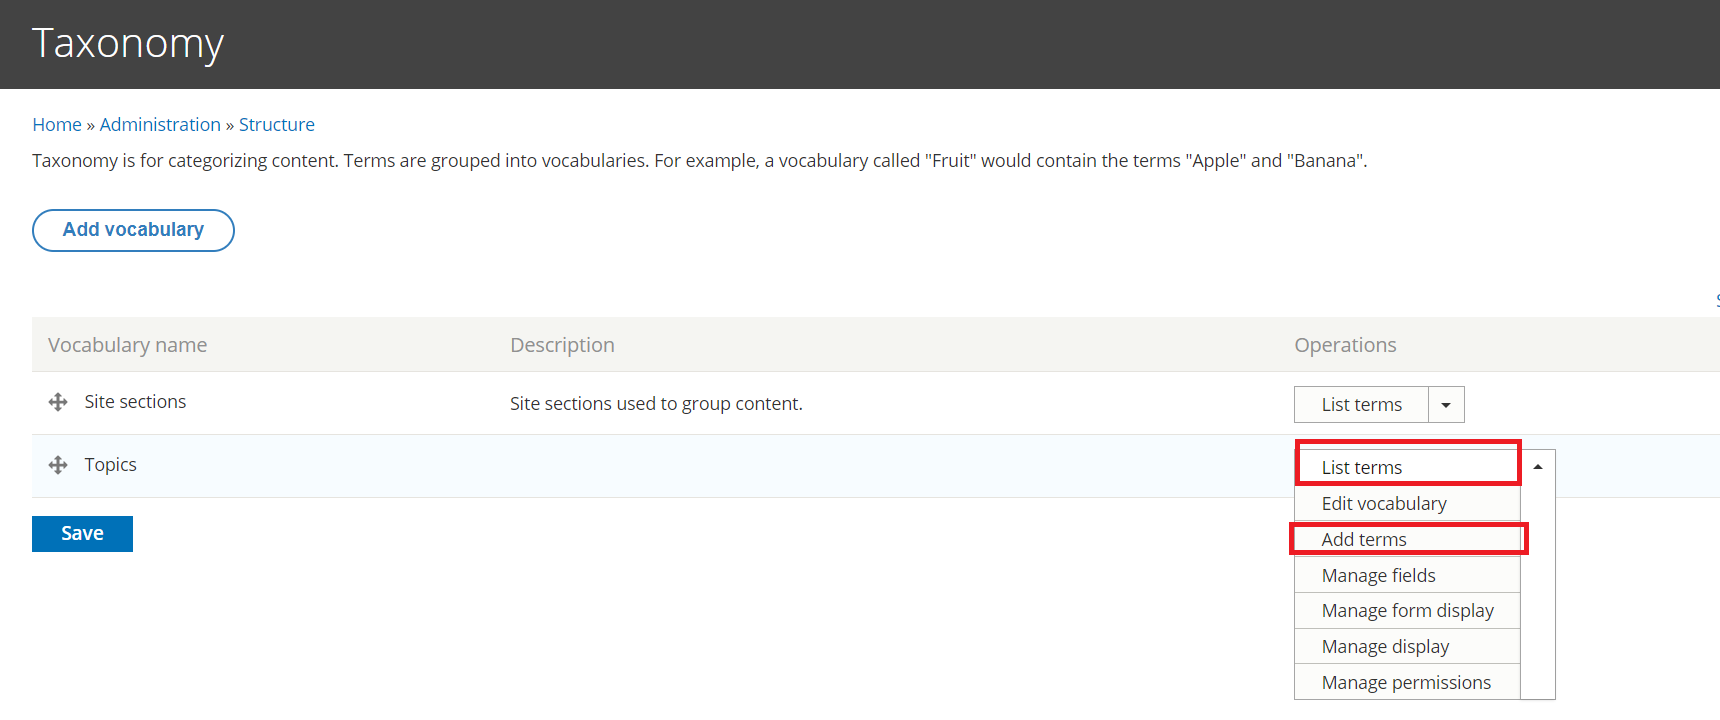 Taxonomy
Home » Administration » Structure
Taxonomy is for categorizing content. Terms are grouped into vocabularies. For example, a vocabulary called "Fruit" would contain the terms "Apple" and "Banana".
Add vocabulary
Vocabulary name Description Operations
Site sections Site sections used to group content. List terms
Topics List terms
Edit vocabulary
Save
Add terms
Manage fields
Manage form display
Manage display
Manage permissions